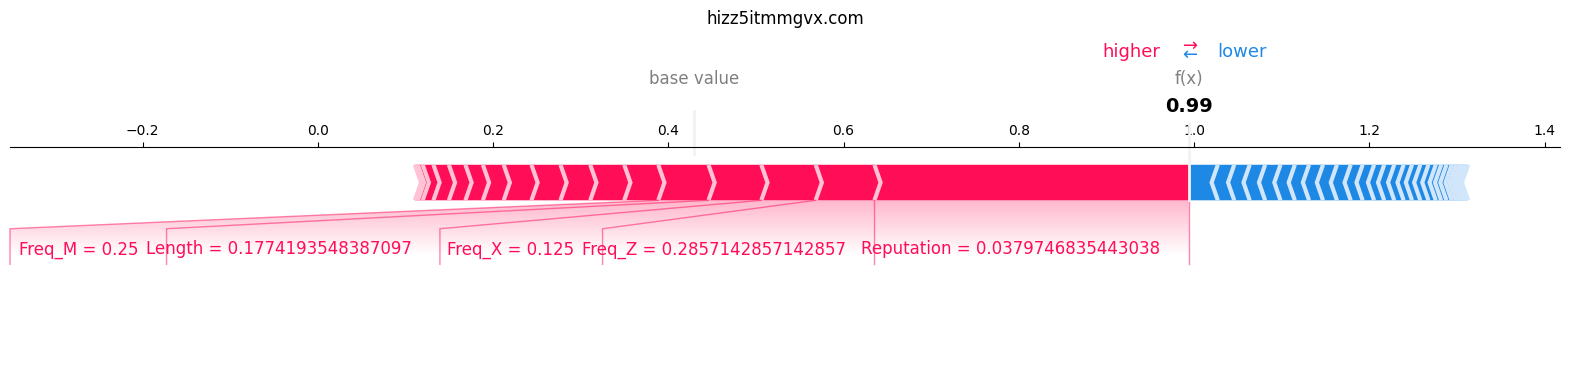 hizz5itmmgvx.com
higher ⇄ lower
base value f(x)
0.99
−0.2 0.0 0.2 0.4 0.6 0.8 1.0 1.2 1.4
Freq_M = 0.25 Length = 0.1774193548387097 Freq_X = 0.125 Freq_Z = 0.2857142857142857 Reputation = 0.0379746835443038